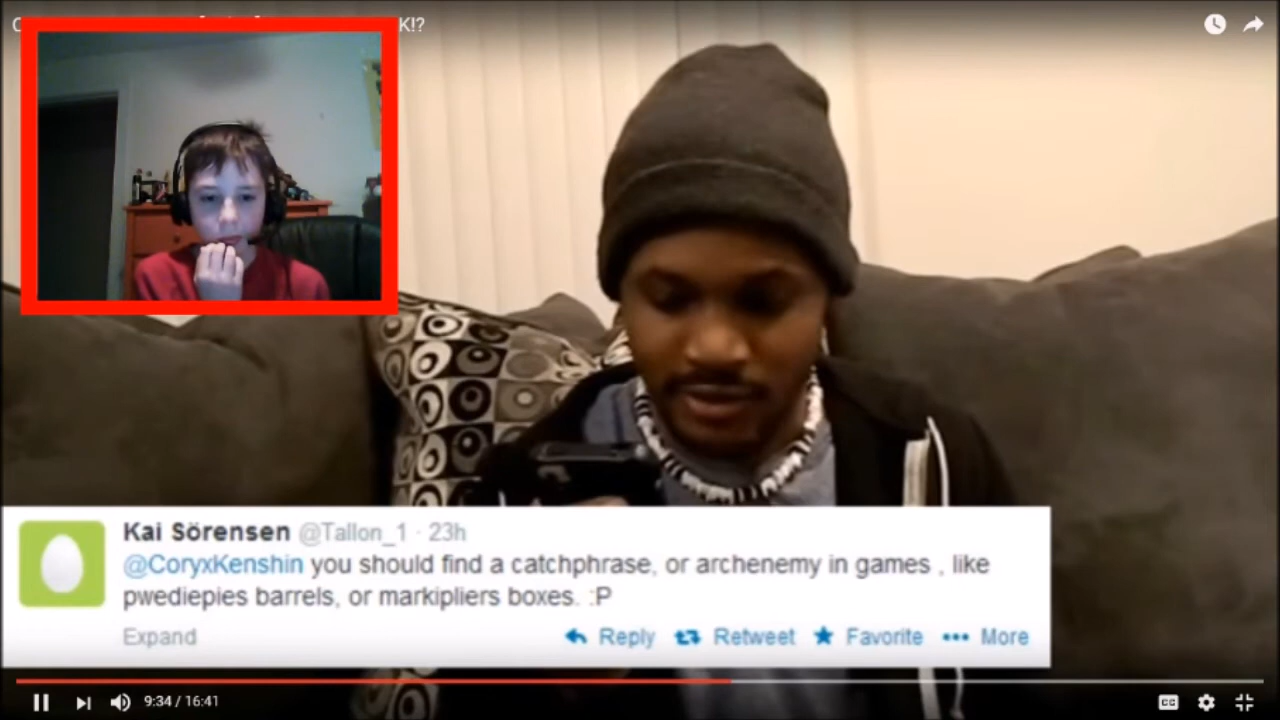 K!?
Kai Sörensen @Tallon_1 · 23h
@CoryxKenshin you should find a catchphrase, or archenemy in games , like
pwediepies barrels, or markipliers boxes. :P
Expand Reply Retweet Favorite More
9:34 / 16:41 CC